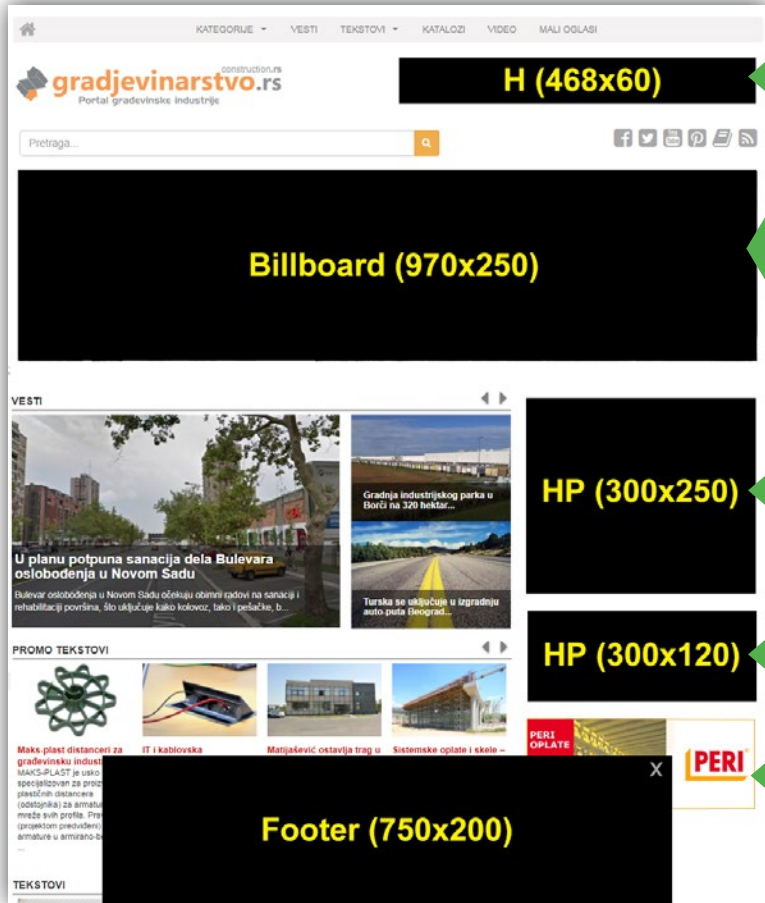 KATEGORIJE
VESTI
TEKSTOVI
KATALOZI
VIDEO
MALI OGLASI
construction.rs
gradjevinarstvo.rs
Portal građevinske industrije
H (468x60)
Pretraga...
You
Billboard (970x250)
VESTI
U planu potpuna sanacija dela Bulevara
oslobođenja u Novom Sadu
Bulevar oslobođenja u Novom Sadu očekuju obimni radovi na sanaciji i
rehabilitaciji površina, što uključuje kako kolovoz, tako i pešačke, b...
Gradnja industrijskog parka u
Borči na 320 hektar...
Turska se uključuje u izgradnju
auto-puta Beograd...
HP (300x250)
HP (300x120)
PROMO TEKSTOVI
Maks-plast distanceri za
građevinsku indust
MAKS-PLAST je usko
specijalizovan za proiz
plastičnih distancera
(odstojnika) za armatu
mreže svih profila. Pra
(projektom predviđeni)
armature u armirano-b
...
IT i kablovska
Matijašević ostavlja trag u
Sistemske oplate i skele –
PERI
OPLATE
PERI
X
Footer (750x200)
TEKSTOVI